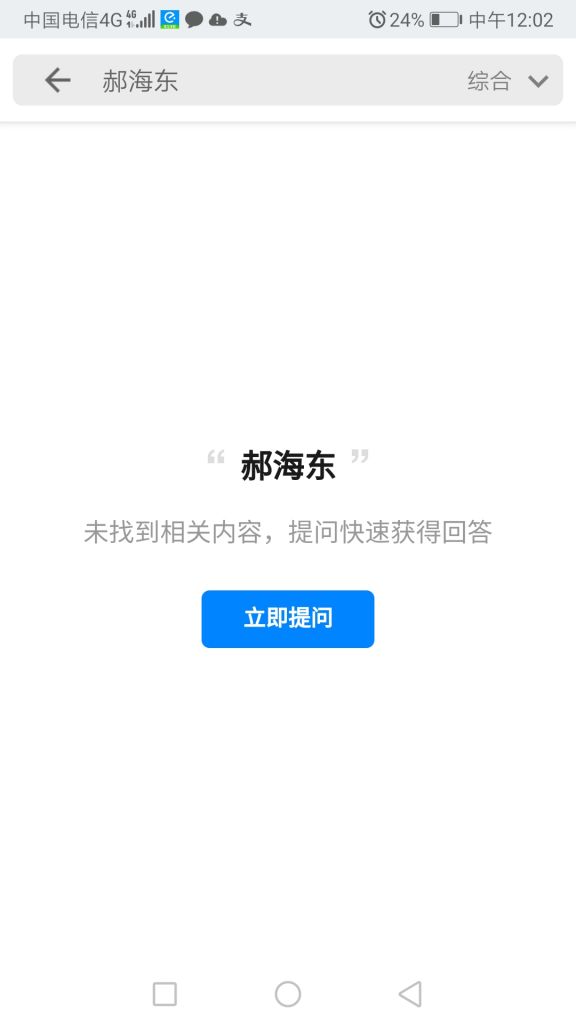 中国电信4G 4G 支 24% 中午12:02
郝海东 综合
“ 郝海东 ”
未找到相关内容，提问快速获得回答
立即提问